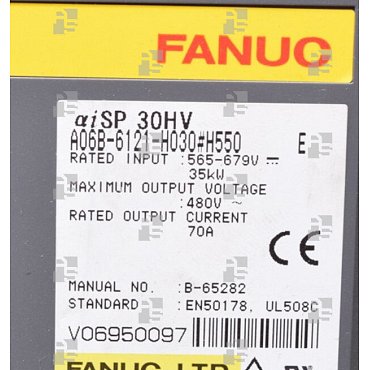 FANUC
αiSP 30HV
A06B-6121-H030#H550 E
RATED INPUT :565-679V
35kW
MAXIMUM OUTPUT VOLTAGE
:480V ~
RATED OUTPUT CURRENT
70A
CE
MANUAL NO. :B-65282
STANDARD :EN50178, UL508C
V06950097
FANUC LTD